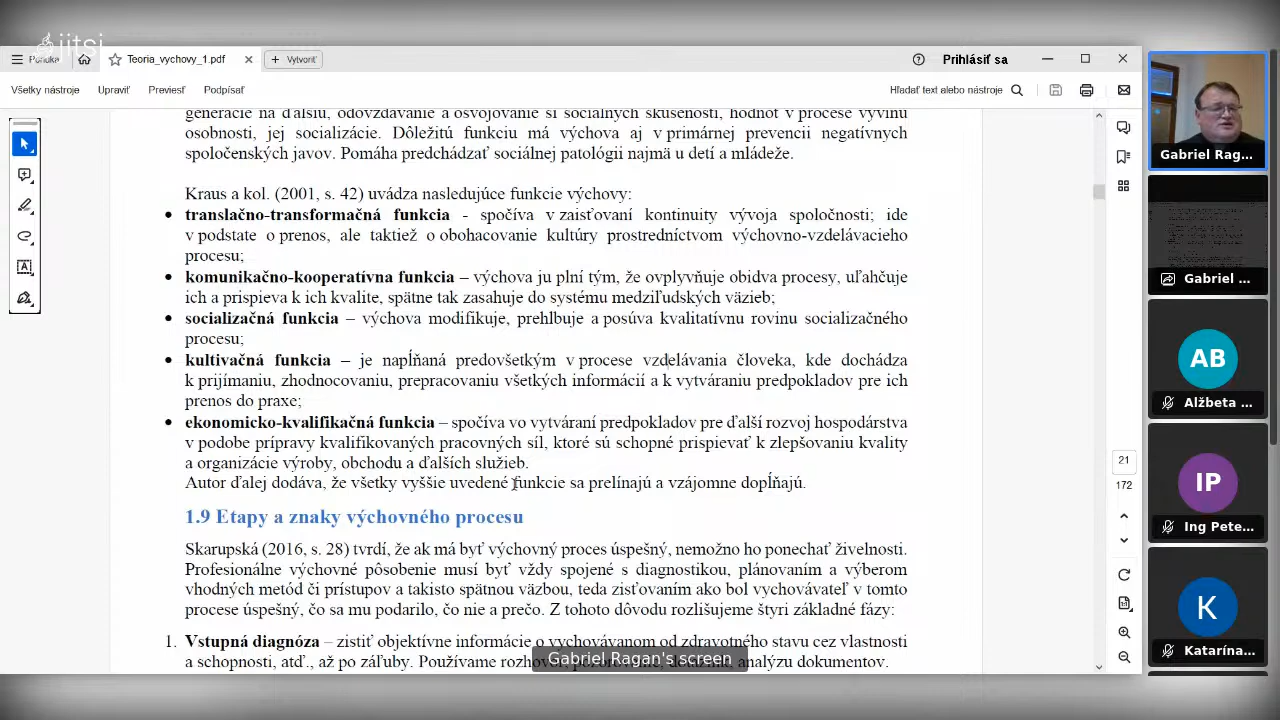 jitsi
Ponuka
Teoria_vychovy_1.pdf
Vytvoriť
Prihlásiť sa
Všetky nástroje Upraviť Previesť Podpísať
Hľadať text alebo nástroje
generácie na ďalšiu, odovzdávanie a osvojovanie si sociálnych skúseností, hodnôt v procese vývinu
osobnosti, jej socializácie. Dôležitú funkciu má výchova aj v primárnej prevencii negatívnych
spoločenských javov. Pomáha predchádzať sociálnej patológii najmä u detí a mládeže.
Kraus a kol. (2001, s. 42) uvádza nasledujúce funkcie výchovy:
• translačno-transformačná funkcia - spočíva v zaisťovaní kontinuity vývoja spoločnosti; ide
v podstate o prenos, ale taktiež o obohacovanie kultúry prostredníctvom výchovno-vzdelávacieho
procesu;
• komunikačno-kooperatívna funkcia – výchova ju plní tým, že ovplyvňuje obidva procesy, uľahčuje
ich a prispieva k ich kvalite, spätne tak zasahuje do systému medziľudských väzieb;
• socializačná funkcia – výchova modifikuje, prehlbuje a posúva kvalitatívnu rovinu socializačného
procesu;
• kultivačná funkcia – je napĺňaná predovšetkým v procese vzdelávania človeka, kde dochádza
k prijímaniu, zhodnocovaniu, prepracovaniu všetkých informácií a k vytváraniu predpokladov pre ich
prenos do praxe;
• ekonomicko-kvalifikačná funkcia – spočíva vo vytváraní predpokladov pre ďalší rozvoj hospodárstva
v podobe prípravy kvalifikovaných pracovných síl, ktoré sú schopné prispievať k zlepšovaniu kvality
a organizácie výroby, obchodu a ďalších služieb.
Autor ďalej dodáva, že všetky vyššie uvedené funkcie sa prelínajú a vzájomne dopĺňajú.
1.9 Etapy a znaky výchovného procesu
Skarupská (2016, s. 28) tvrdí, že ak má byť výchovný proces úspešný, nemožno ho ponechať živelnosti.
Profesionálne výchovné pôsobenie musí byť vždy spojené s diagnostikou, plánovaním a výberom
vhodných metód či prístupov a takisto spätnou väzbou, teda zisťovaním ako bol vychovávateľ v tomto
procese úspešný, čo sa mu podarilo, čo nie a prečo. Z tohoto dôvodu rozlišujeme štyri základné fázy:
1. Vstupná diagnóza – zistiť objektívne informácie o vychovávanom od zdravotného stavu cez vlastnosti
a schopnosti, atď., až po záľuby. Používame rozhovor, analýzu dokumentov.
Gabriel Ragan's screen
21
172
Gabriel Rag...
Gabriel ...
AB
Alžbeta ...
IP
Ing Pete...
K
Katarína...